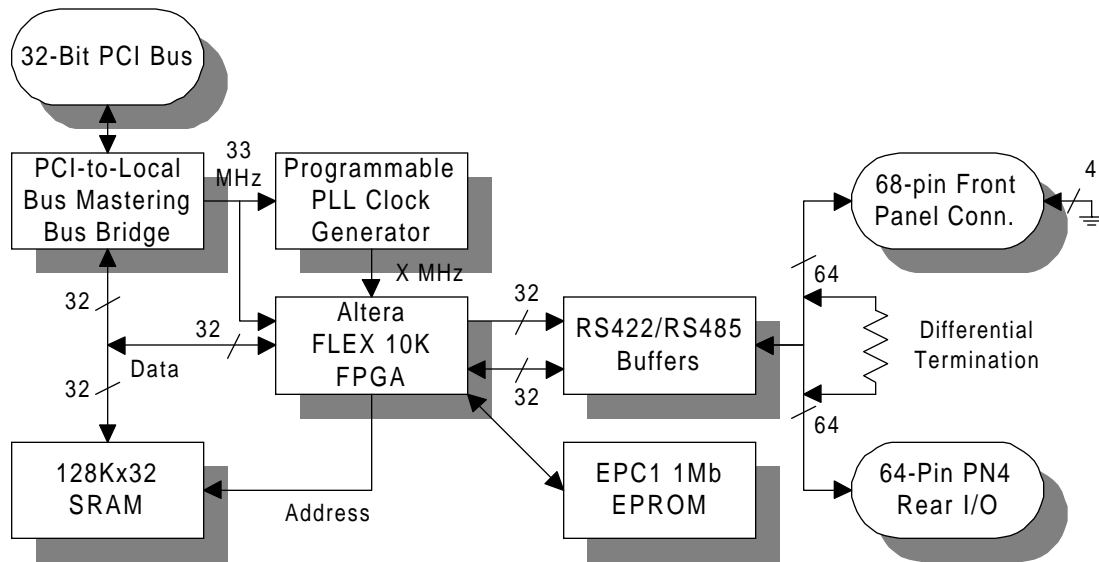 32-Bit PCI Bus
PCI-to-Local
Bus Mastering
Bus Bridge
33
MHz
Programmable
PLL Clock
Generator
68-pin Front
Panel Conn.
4
X MHz
64
32
32
Data
32
Altera
FLEX 10K
FPGA
32
32
RS422/RS485
Buffers
Differential
Termination
64
128Kx32
SRAM
Address
EPC1 1Mb
EPROM
64-Pin PN4
Rear I/O